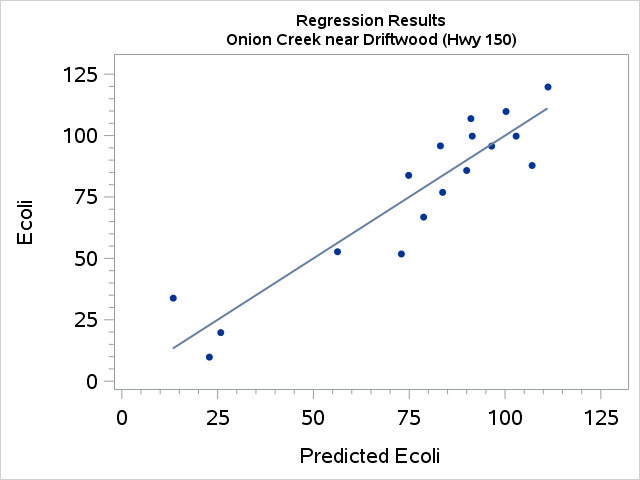 Regression Results
Onion Creek near Driftwood (Hwy 150)
125
100
75
50
25
0
Ecoli
0 25 50 75 100 125
Predicted Ecoli